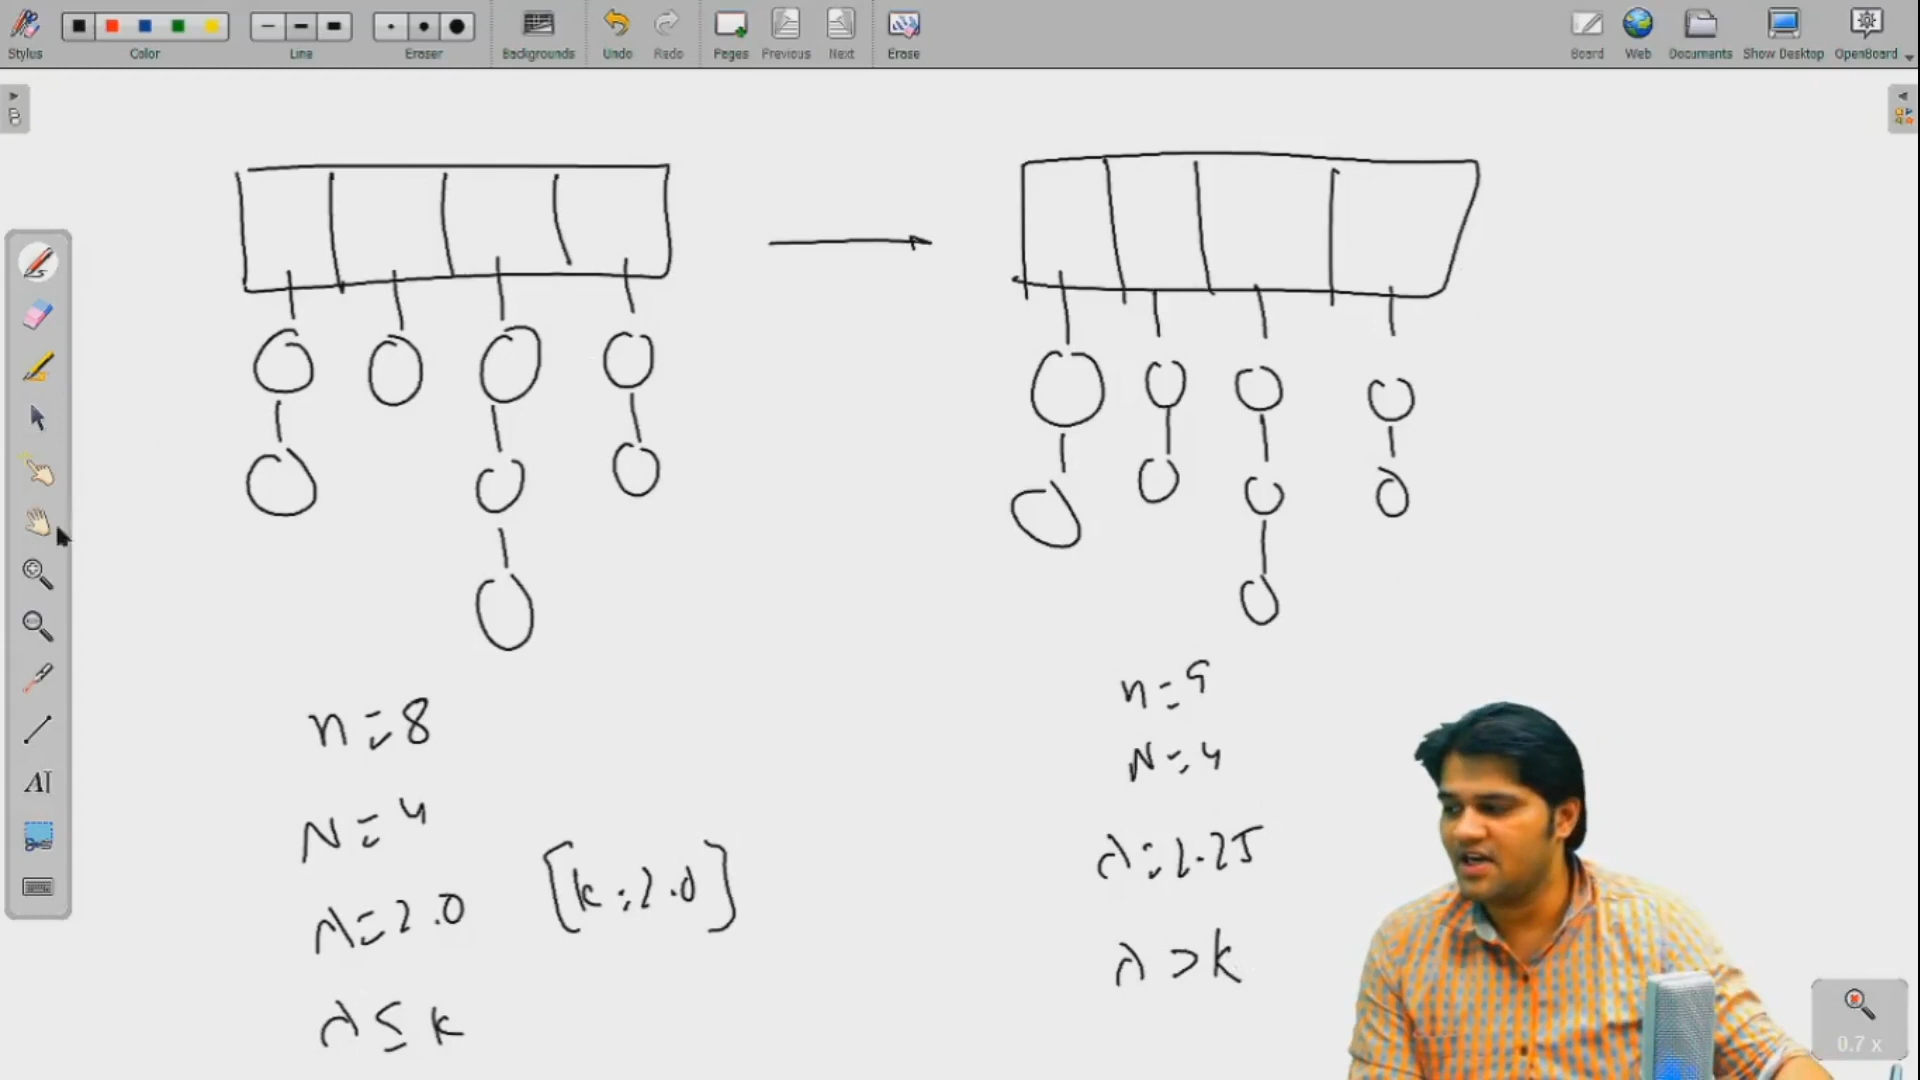 Stylus Color Line Eraser Backgrounds Undo Redo Pages Previous Next Erase Board Web Documents Show Desktop OpenBoard
n = 8
N = 4
λ = 2.0 [k = 2.0]
λ ≤ k
n = 9
N = 4
λ = 2.25
λ > k
0.7 x